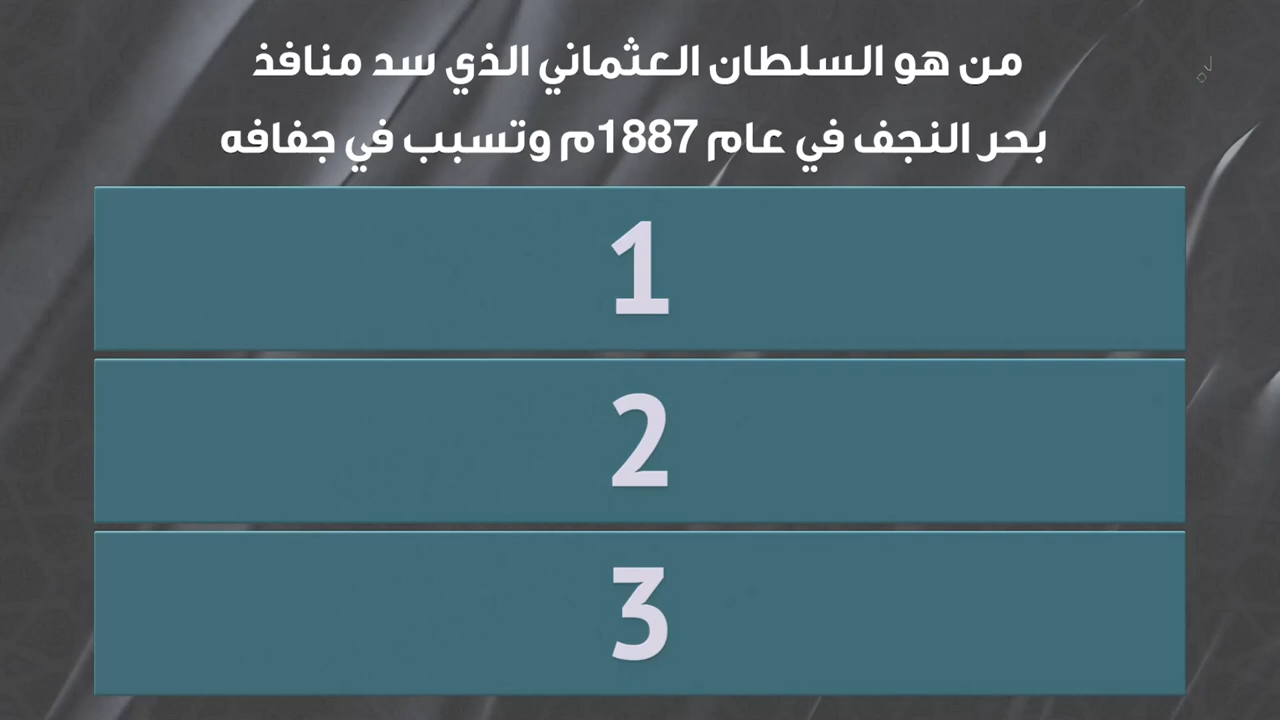 من هو السلطان العثماني الذي سد منافذ
بحر النجف في عام 1887م وتسبب في جفافه
1
2
3